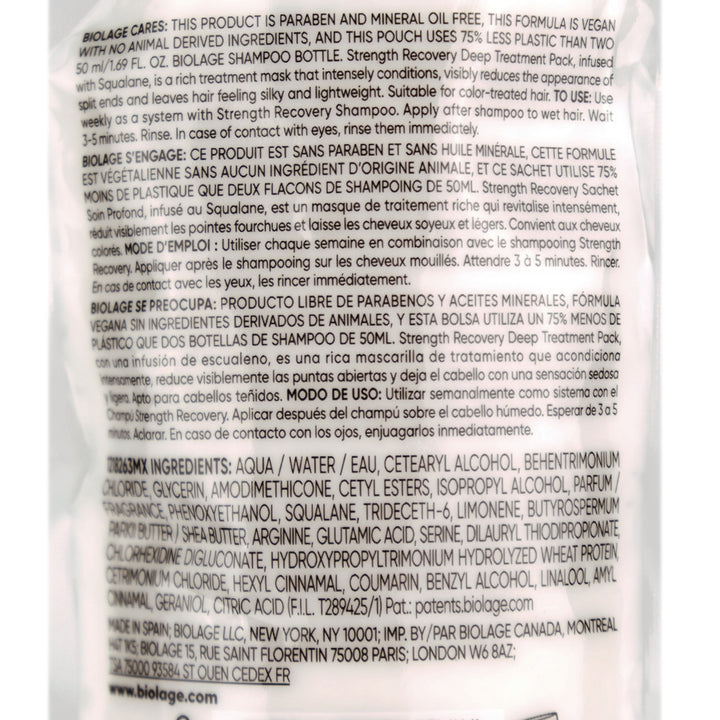 BIOLAGE CARES: THIS PRODUCT IS PARABEN AND MINERAL OIL FREE, THIS FORMULA IS VEGAN
WITH NO ANIMAL DERIVED INGREDIENTS, AND THIS POUCH USES 75% LESS PLASTIC THAN TWO
50 ml/1.69 FL. OZ. BIOLAGE SHAMPOO BOTTLE. Strength Recovery Deep Treatment Pack, infused
with Squalane, is a rich treatment mask that intensely conditions, visibly reduces the appearance of
split ends and leaves hair feeling silky and lightweight. Suitable for color-treated hair. TO USE: Use
weekly as a system with Strength Recovery Shampoo. Apply after shampoo to wet hair. Wait
3-5 minutes. Rinse. In case of contact with eyes, rinse them immediately.
BIOLAGE S'ENGAGE: CE PRODUIT EST SANS PARABEN ET SANS HUILE MINÉRALE, CETTE FORMULE
EST VÉGÉTALIENNE SANS AUCUN INGRÉDIENT D'ORIGINE ANIMALE, ET CE SACHET UTILISE 75%
MOINS DE PLASTIQUE QUE DEUX FLACONS DE SHAMPOING DE 50ML. Strength Recovery Sachet
Soin Profond, infusé au Squalane, est un masque de traitement riche qui revitalise intensément,
réduit visiblement les pointes fourchues et laisse les cheveux soyeux et légers. Convient aux cheveux
colorés. MODE D'EMPLOI : Utiliser chaque semaine en combinaison avec le shampooing Strength
Recovery. Appliquer après le shampooing sur les cheveux mouillés. Attendre 3 à 5 minutes. Rincer.
En cas de contact avec les yeux, les rincer immédiatement.
BIOLAGE SE PREOCUPA: PRODUCTO LIBRE DE PARABENOS Y ACEITES MINERALES, FÓRMULA
VEGANA SIN INGREDIENTES DERIVADOS DE ANIMALES, Y ESTA BOLSA UTILIZA UN 75% MENOS DE
PLÁSTICO QUE DOS BOTELLAS DE SHAMPOO DE 50ML. Strength Recovery Deep Treatment Pack,
con una infusión de escualeno, es una rica mascarilla de tratamiento que acondiciona
intensamente, reduce visiblemente las puntas abiertas y deja el cabello con una sensación sedosa
y ligera. Apto para cabellos teñidos. MODO DE USO: Utilizar semanalmente como sistema con el
Champú Strength Recovery. Aplicar después del champú sobre el cabello húmedo. Esperar de 3 a 5
minutos. Aclarar. En caso de contacto con los ojos, enjuagarlos inmediatamente.
1218263MX INGREDIENTS: AQUA / WATER / EAU, CETEARYL ALCOHOL, BEHENTRIMONIUM
CHLORIDE, GLYCERIN, AMODIMETHICONE, CETYL ESTERS, ISOPROPYL ALCOHOL, PARFUM /
FRAGRANCE, PHENOXYETHANOL, SQUALANE, TRIDECETH-6, LIMONENE, BUTYROSPERMUM
PARKII BUTTER / SHEA BUTTER, ARGININE, GLUTAMIC ACID, SERINE, DILAURYL THIODIPROPIONATE,
CHLORHEXIDINE DIGLUCONATE, HYDROXYPROPYLTRIMONIUM HYDROLYZED WHEAT PROTEIN,
CETRIMONIUM CHLORIDE, HEXYL CINNAMAL, COUMARIN, BENZYL ALCOHOL, LINALOOL, AMYL
CINNAMAL, GERANIOL, CITRIC ACID (F.I.L. T289425/1) Pat.: patents.biolage.com
MADE IN SPAIN; BIOLAGE LLC, NEW YORK, NY 10001; IMP. BY/PAR BIOLAGE CANADA, MONTREAL
H4T 1K5; BIOLAGE 15, RUE SAINT FLORENTIN 75008 PARIS; LONDON W6 8AZ;
TSA 75000 93584 ST OUEN CEDEX FR
www.biolage.com